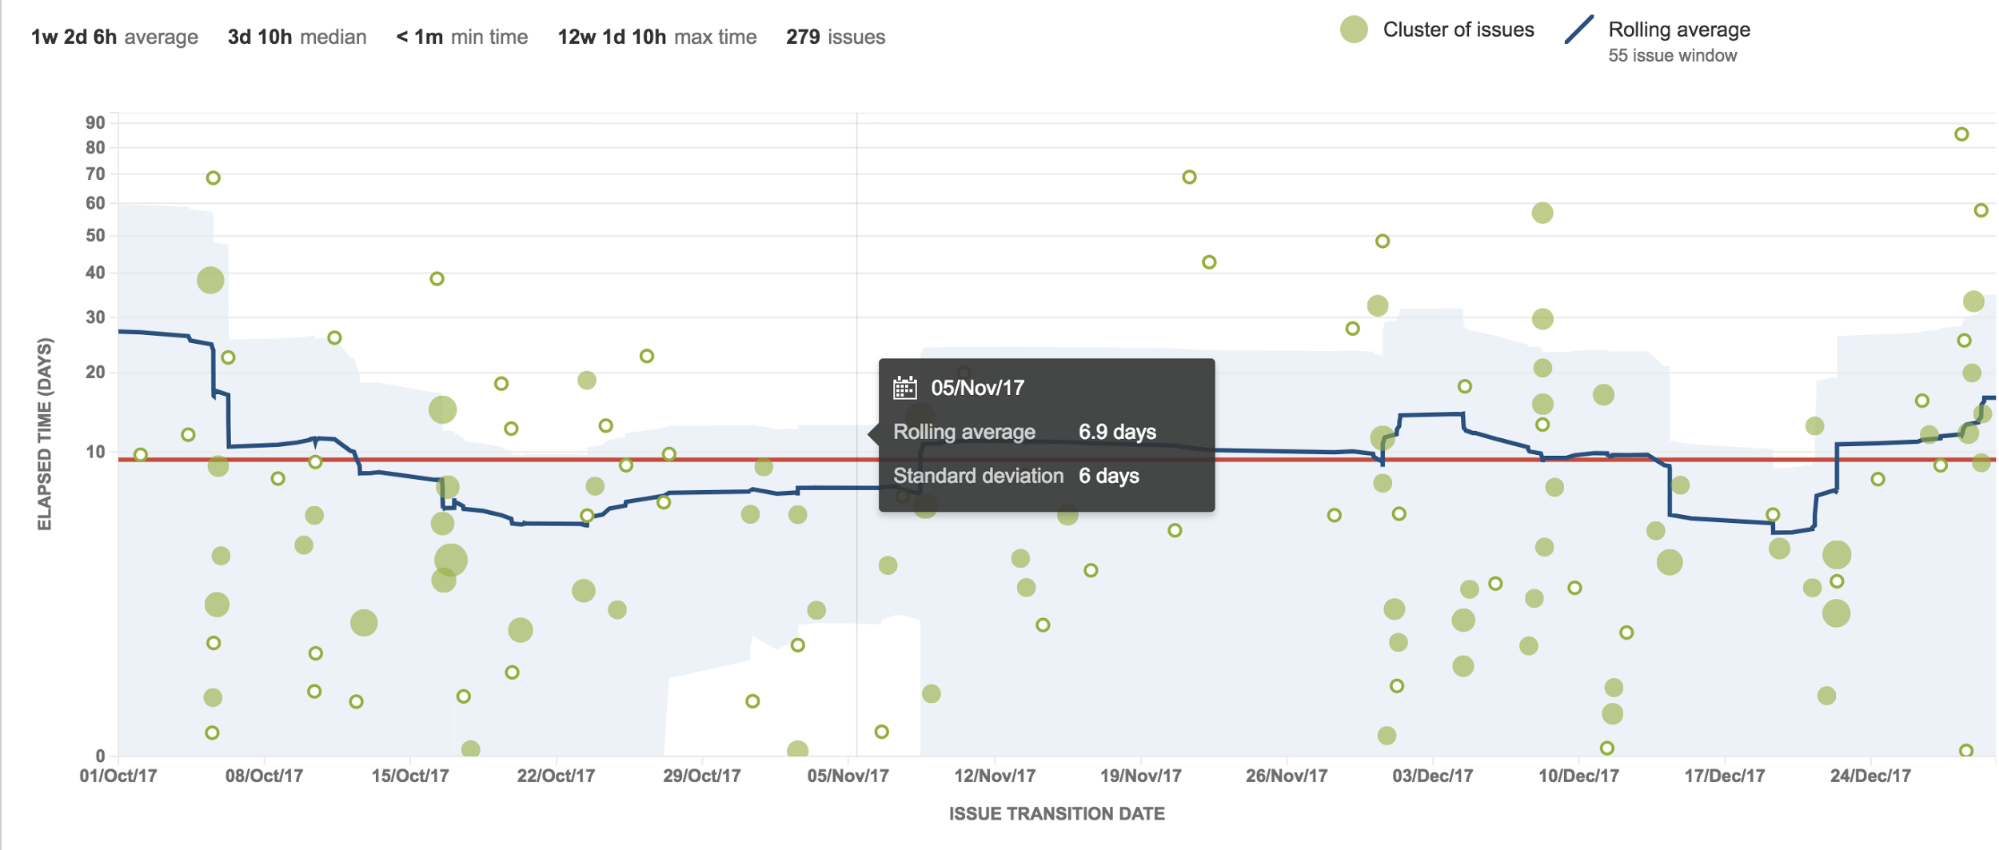 1w 2d 6h average 3d 10h median < 1m min time 12w 1d 10h max time 279 issues
Cluster of issues
Rolling average
55 issue window
90
80
70
60
50
40
30
20
10
0
ELAPSED TIME (DAYS)
05/Nov/17
Rolling average 6.9 days
Standard deviation 6 days
01/Oct/17 08/Oct/17 15/Oct/17 22/Oct/17 29/Oct/17 05/Nov/17 12/Nov/17 19/Nov/17 26/Nov/17 03/Dec/17 10/Dec/17 17/Dec/17 24/Dec/17
ISSUE TRANSITION DATE